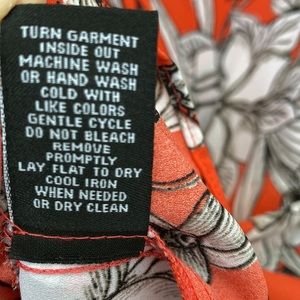 TURN GARMENT
INSIDE OUT
MACHINE WASH
OR HAND WASH
COLD WITH
LIKE COLORS
GENTLE CYCLE
DO NOT BLEACH
REMOVE
PROMPTLY
LAY FLAT TO DRY
COOL IRON
WHEN NEEDED
OR DRY CLEAN